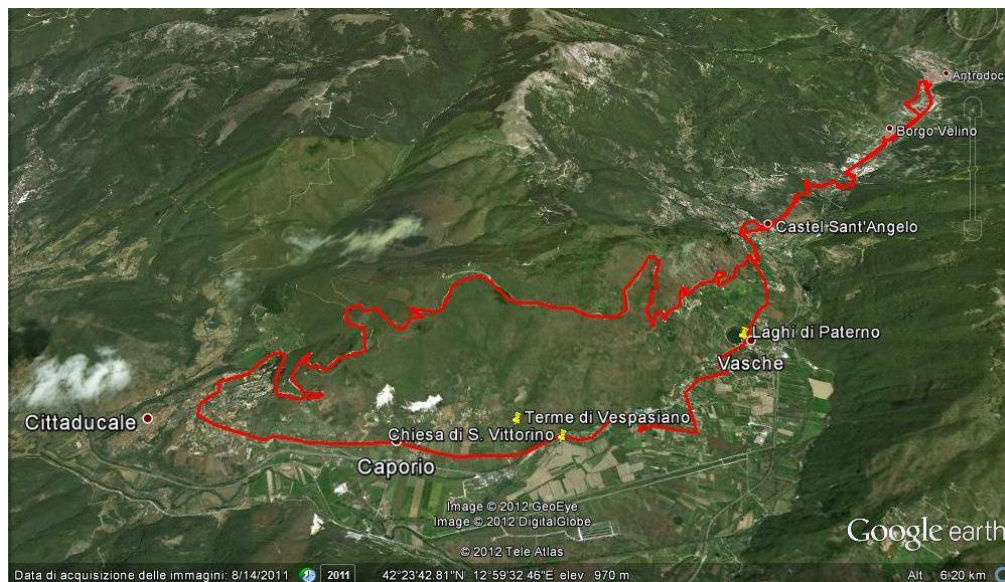 Antrodoc
Borgo Velino
Castel Sant'Angelo
Laghi di Paterno
Vasche
Cittaducale
Terme di Vespasiano
Chiesa di S. Vittorino
Caporio
Image © 2012 GeoEye
Image © 2012 DigitalGlobe
© 2012 Tele Atlas
Google earth
Data di acquisizione delle immagini: 8/14/2011 2011 42°23'42.81"N 12°59'32.46"E elev 970 m Alt 6.20 km